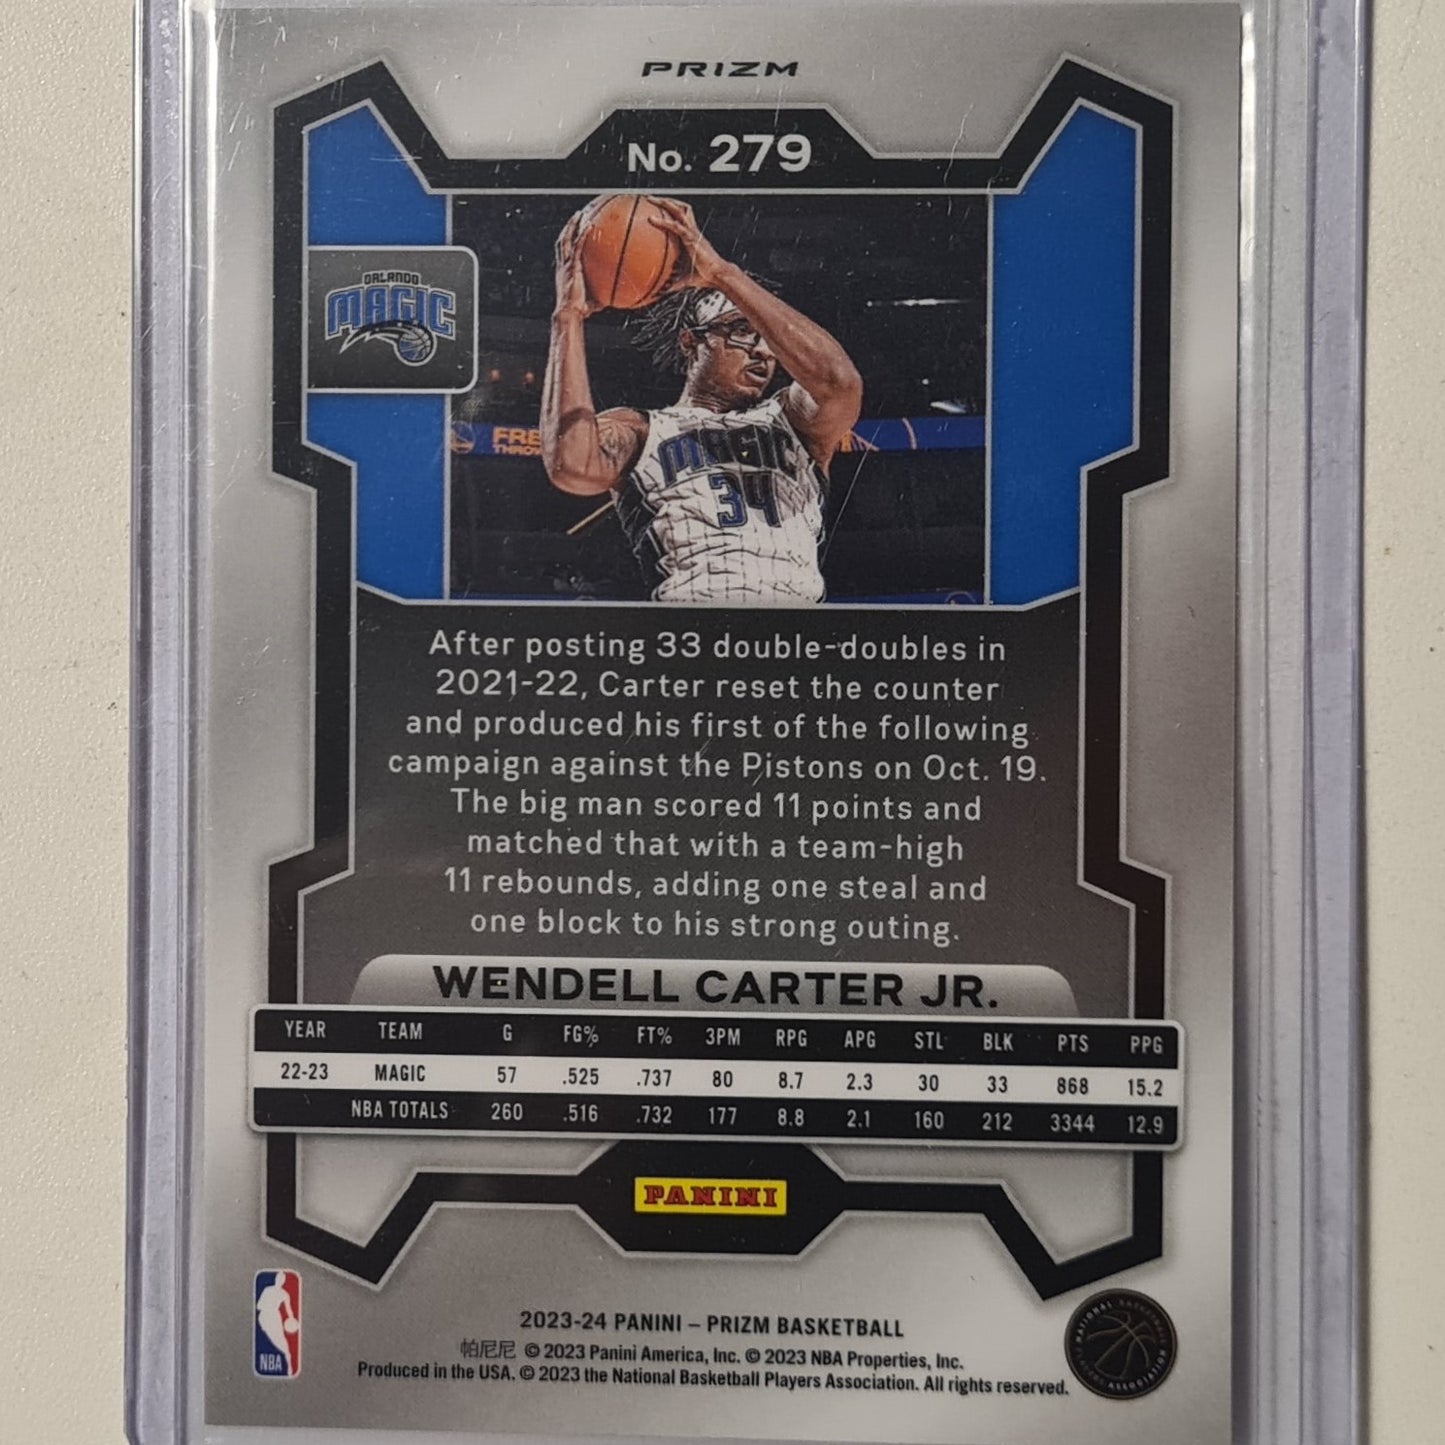 PRIZM
No. 279
ORLANDO
MAGIC
FRE
THROW
MAGIC
34
After posting 33 double-doubles in
2021-22, Carter reset the counter
and produced his first of the following
campaign against the Pistons on Oct. 19.
The big man scored 11 points and
matched that with a team-high
11 rebounds, adding one steal and
one block to his strong outing.
WENDELL CARTER JR.
YEAR TEAM G FG% FT% 3PM RPG APG STL BLK PTS PPG
22-23 MAGIC 57 .525 .737 80 8.7 2.3 30 33 868 15.2
NBA TOTALS 260 .516 .732 177 8.8 2.1 160 212 3344 12.9
PANINI
2023-24 PANINI – PRIZM BASKETBALL
帕尼尼 © 2023 Panini America, Inc. © 2023 NBA Properties, Inc.
Produced in the USA. © 2023 the National Basketball Players Association. All rights reserved.
NBA
NATIONAL BASKETBALL PLAYERS ASSOCIATION